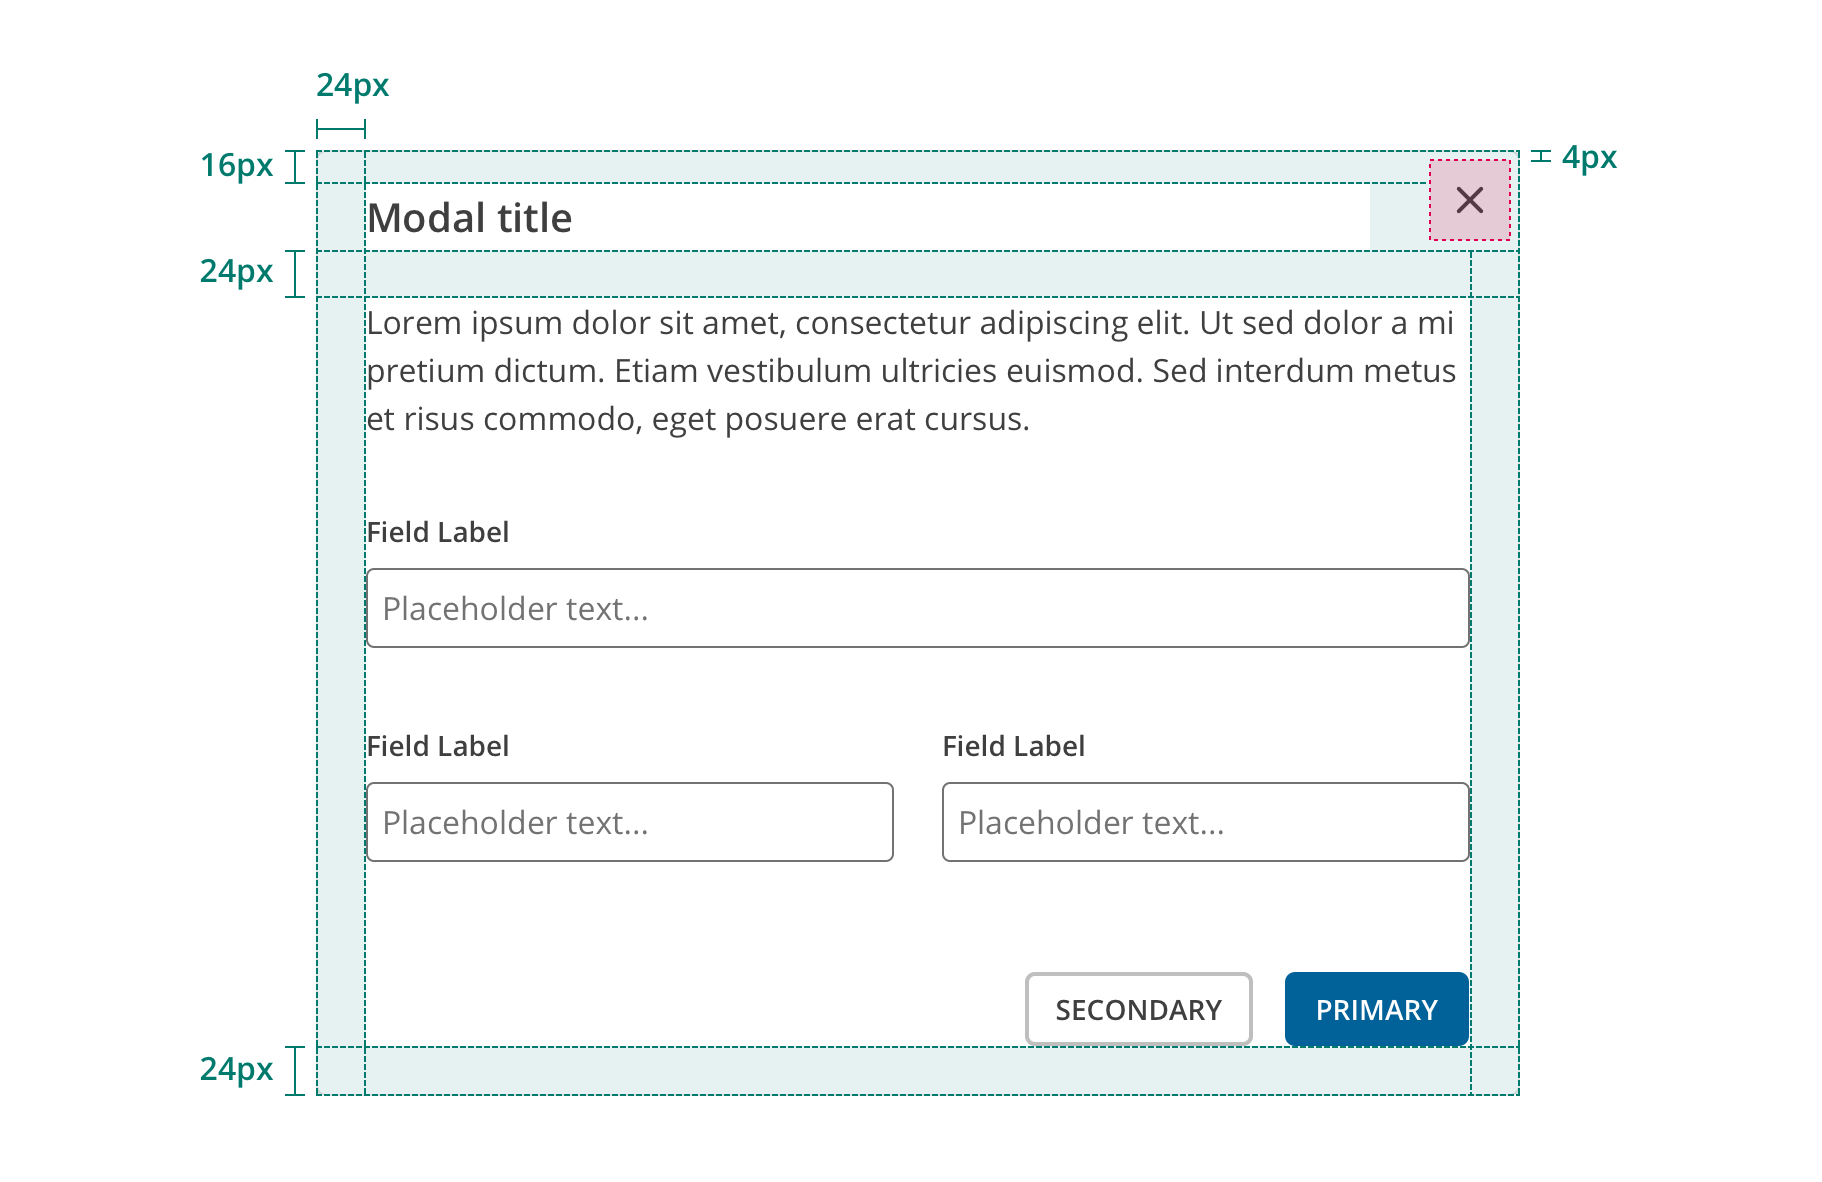 24px
16px
4px
Modal title
24px
Lorem ipsum dolor sit amet, consectetur adipiscing elit. Ut sed dolor a mi
pretium dictum. Etiam vestibulum ultricies euismod. Sed interdum metus
et risus commodo, eget posuere erat cursus.
Field Label
Placeholder text...
Field Label
Field Label
Placeholder text...
Placeholder text...
SECONDARY
PRIMARY
24px